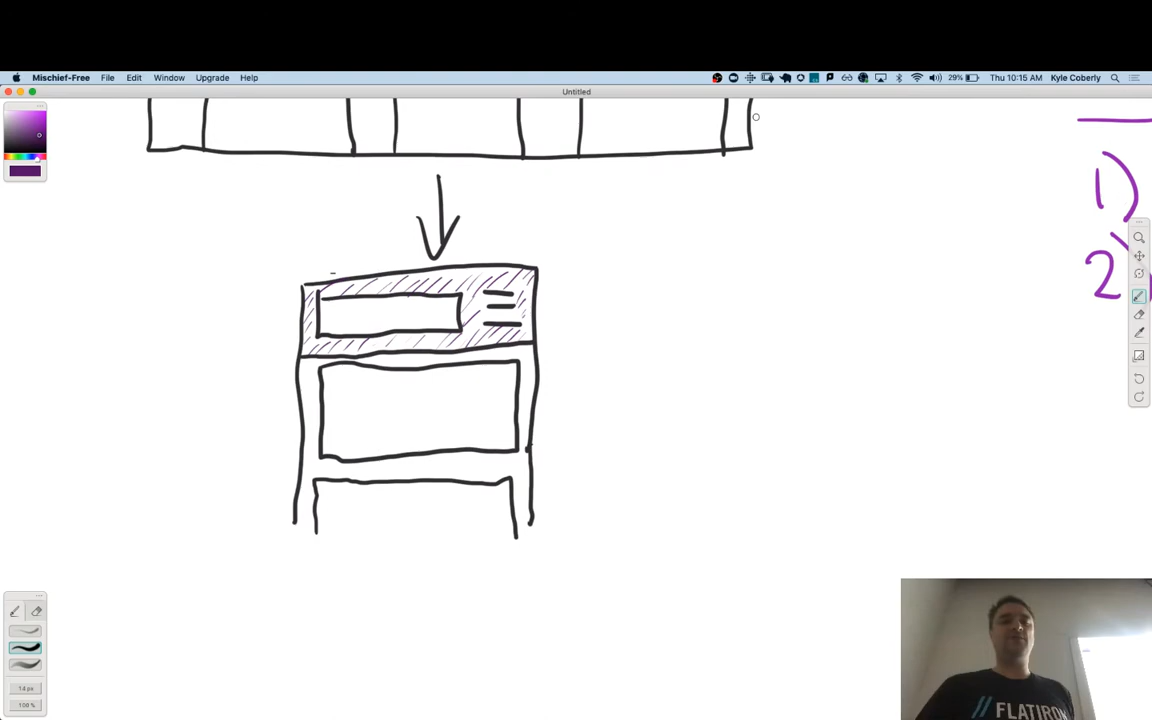 Mischief-Free File Edit Window Upgrade Help 29% Thu 10:15 AM Kyle Coberly
Untitled
1)
2)
14 px
100 %
// FLATIRON